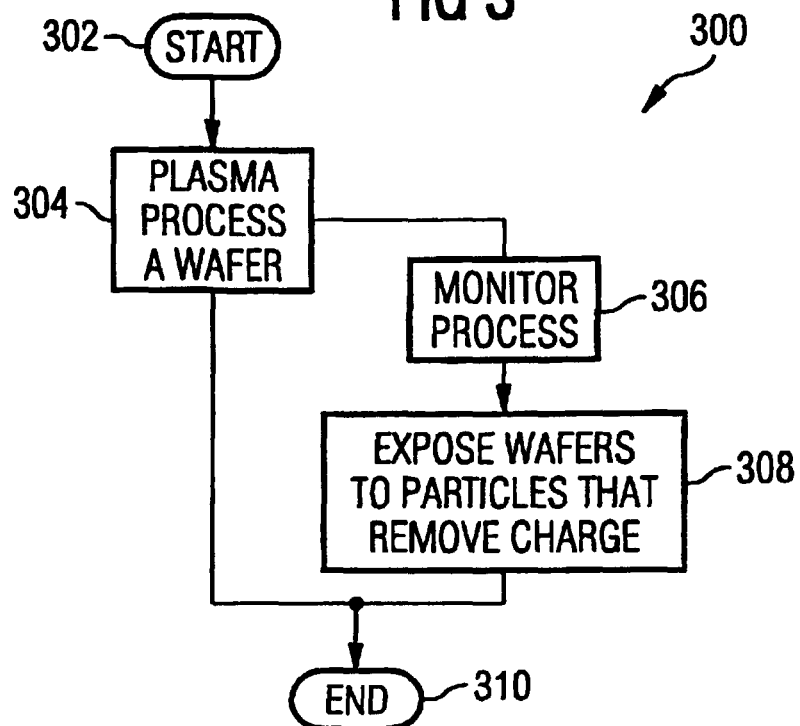 FIG 3
300
302
START
304
PLASMA
PROCESS
A WAFER
MONITOR
PROCESS
306
EXPOSE WAFERS
TO PARTICLES THAT
REMOVE CHARGE
308
END
310